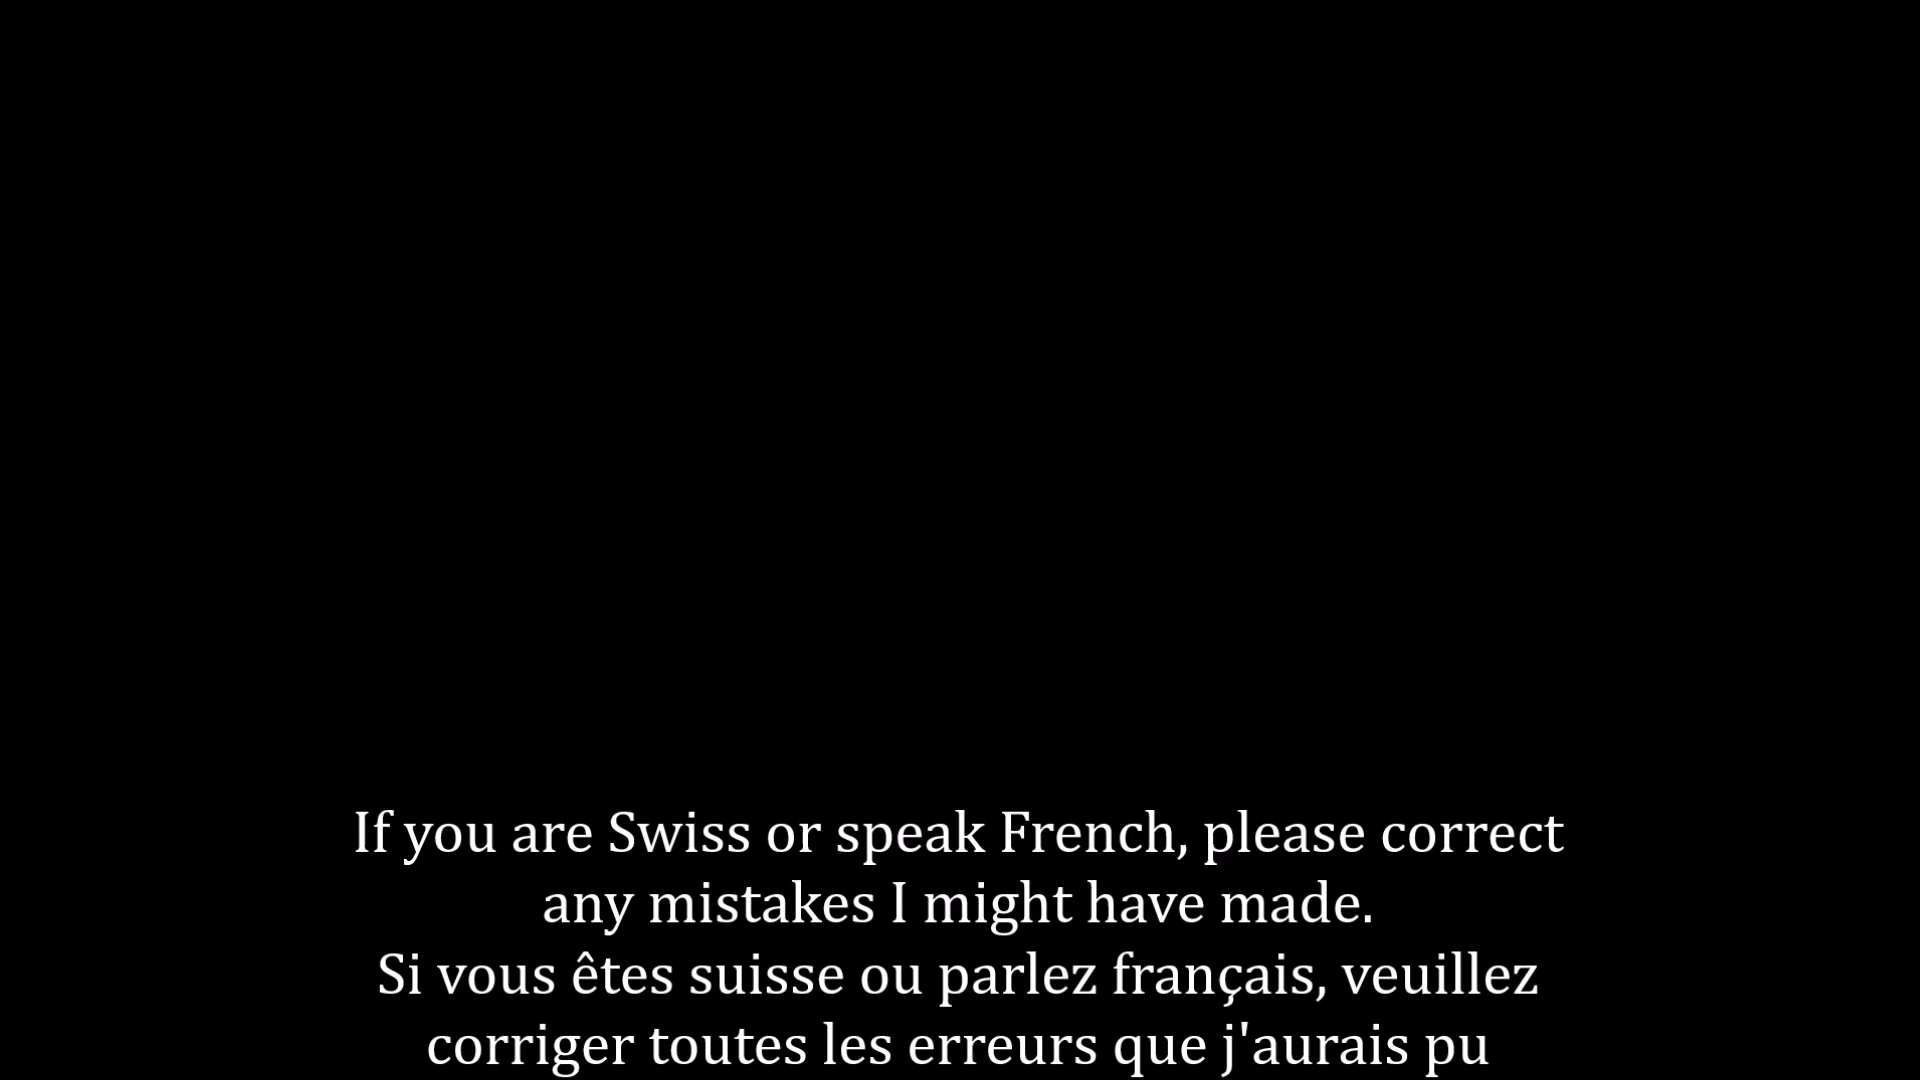 If you are Swiss or speak French, please correct
any mistakes I might have made.
Si vous êtes suisse ou parlez français, veuillez
corriger toutes les erreurs que j'aurais pu